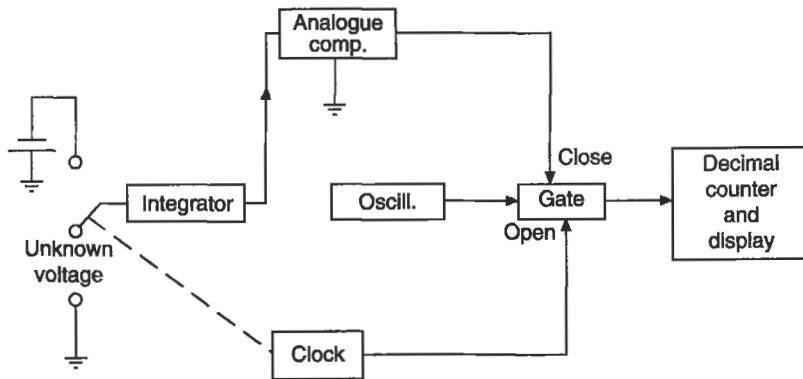 Analogue
comp.
Close
Integrator
Oscill.
Gate
Decimal
counter
and
display
Open
Unknown
voltage
Clock